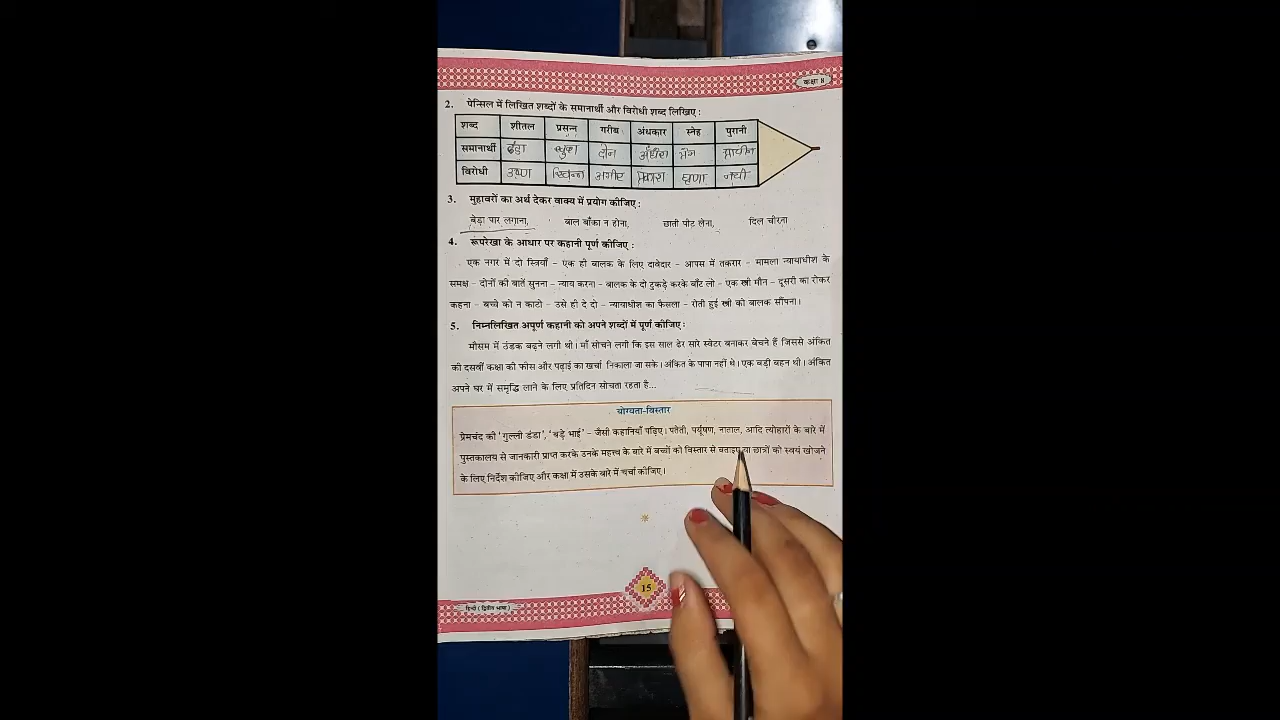 कक्षा 8
2. पेन्सिल में लिखित शब्दों के समानार्थी और विरोधी शब्द लिखिए :
शब्द शीतल प्रसन्न गरीब अंधकार स्नेह पुरानी
समानार्थी ठंडा खुश दीन अँधेरा प्रेम प्राचीन
विरोधी उष्ण खिन्न अमीर प्रकाश घृणा नयी
3. मुहावरों का अर्थ देकर वाक्य में प्रयोग कीजिए :
बेड़ा पार लगाना, बाल बाँका न होना, छाती पीट लेना, दिल चीरना
4. रूपरेखा के आधार पर कहानी पूर्ण कीजिए :
एक नगर में दो स्त्रियाँ – एक ही बालक के लिए दावेदार – आपस में तकरार – मामला न्यायाधीश के
समक्ष – दोनों की बातें सुनना – न्याय करना – बालक के दो टुकड़े करके बाँट लो – एक स्त्री मौन – दूसरी का रोकर
कहना – बच्चे को न काटो – उसे ही दे दो – न्यायाधीश का फैसला – रोती हुई स्त्री को बालक सौंपना।
5. निम्नलिखित अपूर्ण कहानी को अपने शब्दों में पूर्ण कीजिए :
मौसम में ठंडक बढ़ने लगी थी। माँ सोचने लगी कि इस साल ढेर सारे स्वेटर बनाकर बेचने हैं जिससे अंकित
की दसवीं कक्षा की फीस और पढ़ाई का खर्चा निकाला जा सके। अंकित के पापा नहीं थे। एक बड़ी बहन थी। अंकित
अपने घर में समृद्धि लाने के लिए प्रतिदिन सोचता रहता है...
योग्यता-विस्तार
प्रेमचंद की 'गुल्ली डंडा', 'बड़े भाई' – जैसी कहानियाँ पढ़िए। पतेती, पर्यूषण, नाताल, आदि त्योहारों के बारे में
पुस्तकालय से जानकारी प्राप्त करके उनके महत्त्व के बारे में बच्चों को विस्तार से बताइए या छात्रों को स्वयं खोजने
के लिए निर्देश कीजिए और कक्षा में उसके बारे में चर्चा कीजिए।
15
हिन्दी (द्वितीय भाषा)